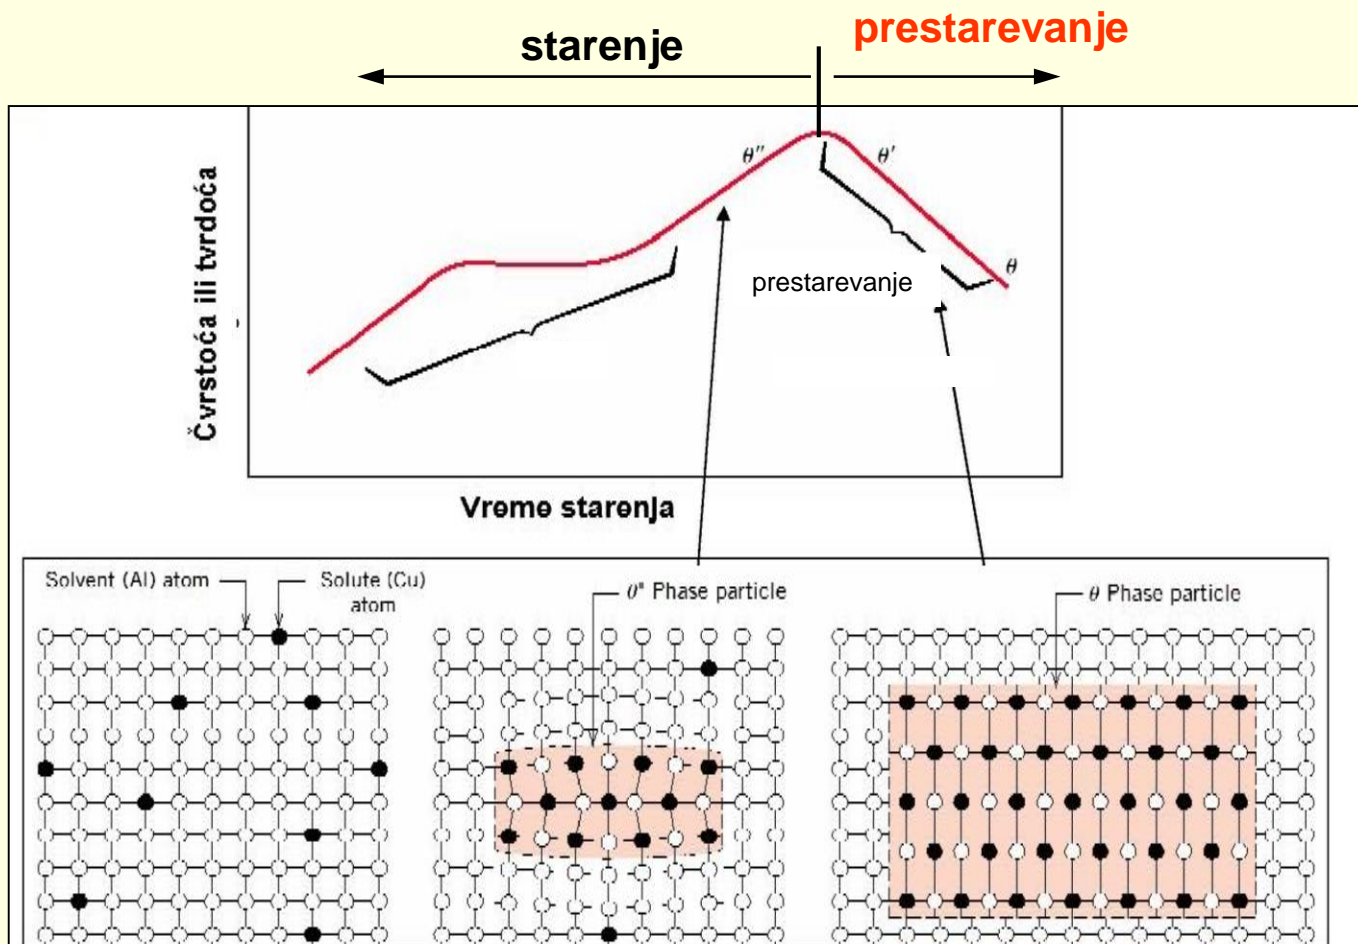 starenje
prestarevanje
Čvrstoća ili tvrdoća
θ″
θ′
θ
prestarevanje
Vreme starenja
Solvent (Al) atom
Solute (Cu)
atom
θ″ Phase particle
θ Phase particle